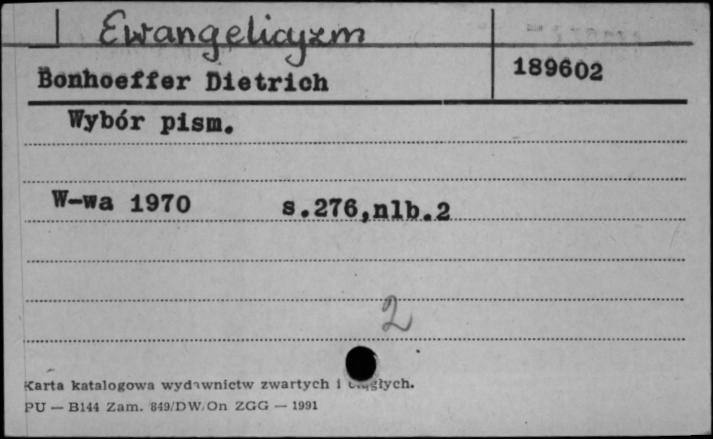 Ewangelicyzm
Bonhoeffer Dietrich 189602
Wybór pism.
W-wa 1970 s.276,nlb.2
2
Karta katalogowa wydawnictw zwartych i ciągłych.
PU — B144 Zam. 849/DW/On ZGG — 1991